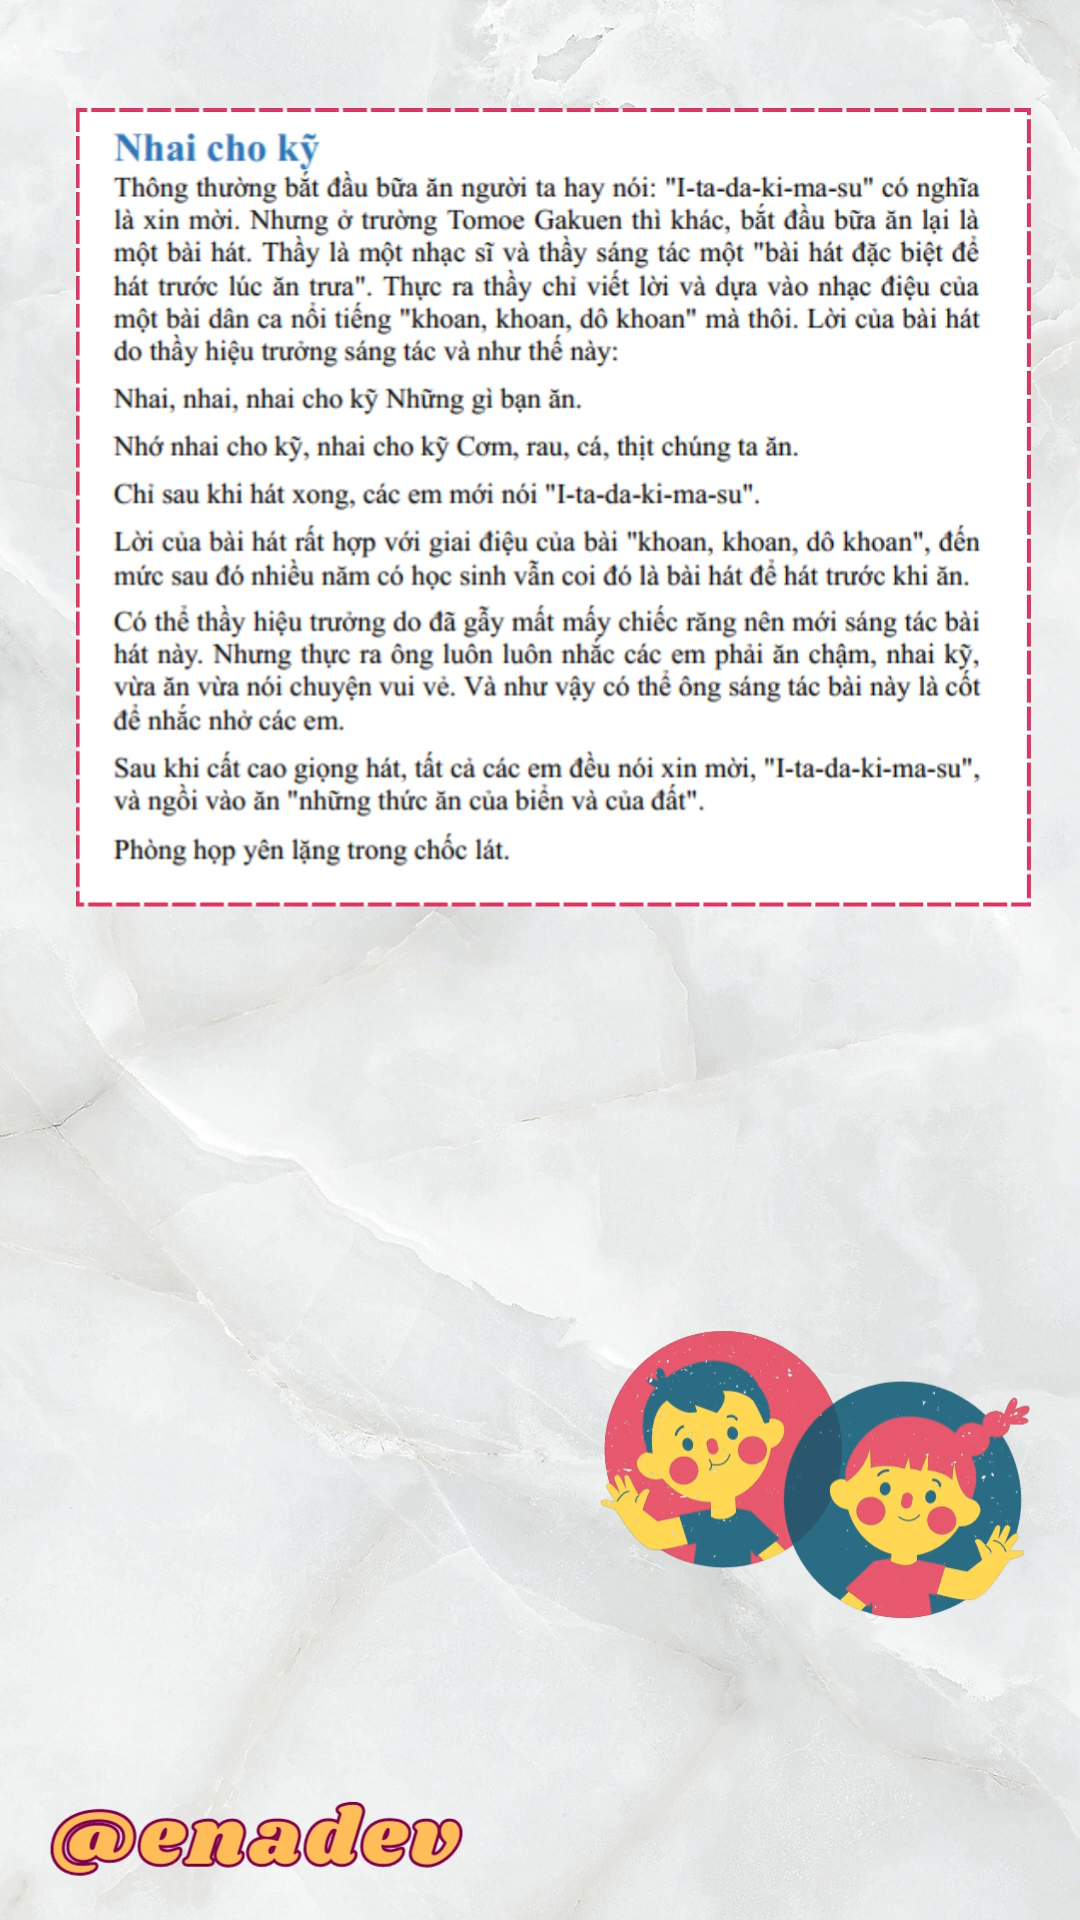 Nhai cho kỹ
Thông thường bắt đầu bữa ăn người ta hay nói: "I-ta-da-ki-ma-su" có nghĩa
là xin mời. Nhưng ở trường Tomoe Gakuen thì khác, bắt đầu bữa ăn lại là
một bài hát. Thầy là một nhạc sĩ và thầy sáng tác một "bài hát đặc biệt để
hát trước lúc ăn trưa". Thực ra thầy chỉ viết lời và dựa vào nhạc điệu của
một bài dân ca nổi tiếng "khoan, khoan, dô khoan" mà thôi. Lời của bài hát
do thầy hiệu trưởng sáng tác và như thế này:
Nhai, nhai, nhai cho kỹ Những gì bạn ăn.
Nhớ nhai cho kỹ, nhai cho kỹ Cơm, rau, cá, thịt chúng ta ăn.
Chỉ sau khi hát xong, các em mới nói "I-ta-da-ki-ma-su".
Lời của bài hát rất hợp với giai điệu của bài "khoan, khoan, dô khoan", đến
mức sau đó nhiều năm có học sinh vẫn coi đó là bài hát để hát trước khi ăn.
Có thể thầy hiệu trưởng do đã gẫy mất mấy chiếc răng nên mới sáng tác bài
hát này. Nhưng thực ra ông luôn luôn nhắc các em phải ăn chậm, nhai kỹ,
vừa ăn vừa nói chuyện vui vẻ. Và như vậy có thể ông sáng tác bài này là cốt
để nhắc nhở các em.
Sau khi cất cao giọng hát, tất cả các em đều nói xin mời, "I-ta-da-ki-ma-su",
và ngồi vào ăn "những thức ăn của biển và của đất".
Phòng họp yên lặng trong chốc lát.
@enadev